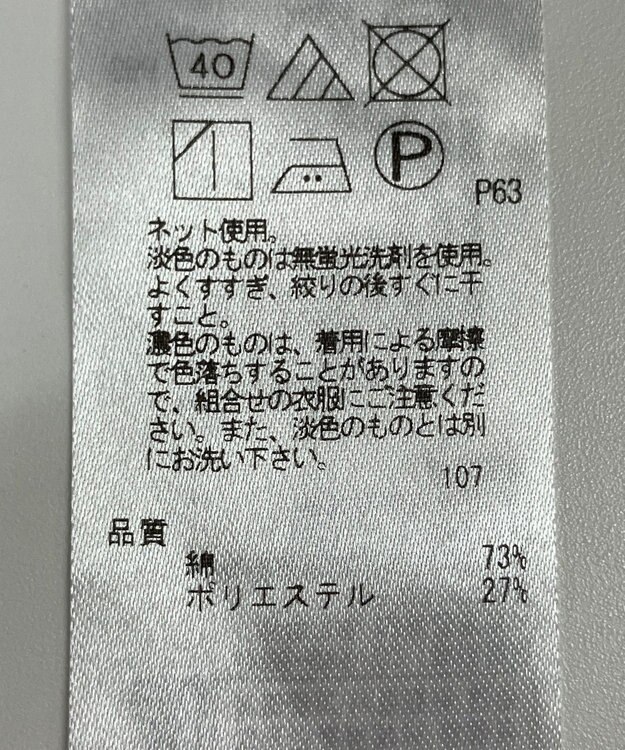 40
P
P63
ネット使用。
淡色のものは無蛍光洗剤を使用。
よくすすぎ、絞りの後すぐに干
すこと。
濃色のものは、着用による摩擦
で色落ちすることがありますの
で、組合せの衣服にご注意くだ
さい。また、淡色のものとは別
にお洗い下さい。
107
品質
綿 73%
ポリエステル 27%